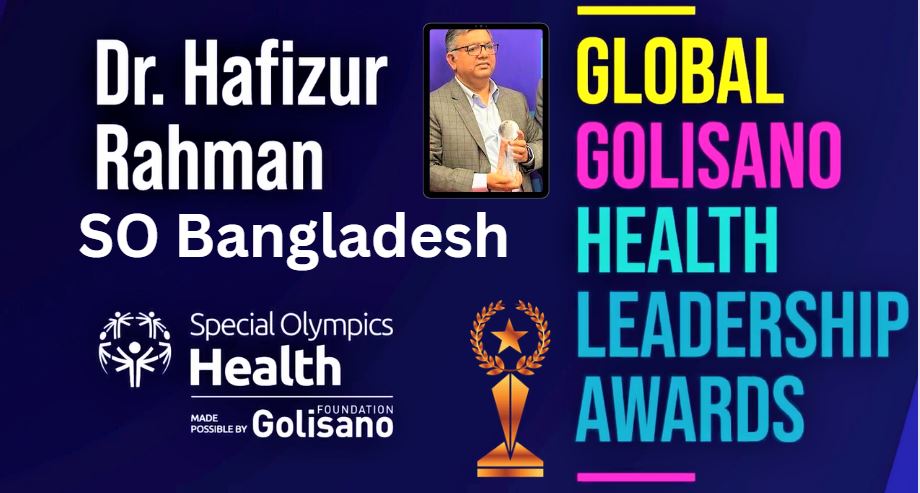 Dr. Hafizur
Rahman
SO Bangladesh
Special Olympics
Health
MADE
POSSIBLE BY
FOUNDATION
Golisano
GLOBAL
GOLISANO
HEALTH
LEADERSHIP
AWARDS